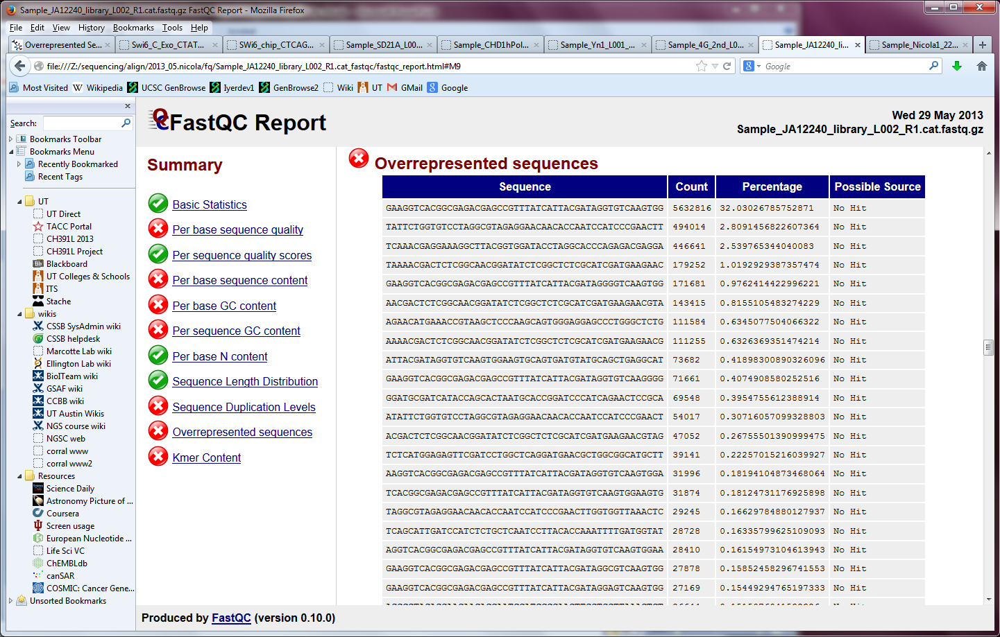 Sample_JA12240_library_L002_R1.cat.fastq.gz FastQC Report - Mozilla Firefox
File Edit View History Bookmarks Tools Help
Overrepresented Se... Swi6_C_Exo_CTAT... SWi6_chip_CTCAG... Sample_SD21A_L00... Sample_CHD1hPol... Sample_Yn1_L001_... Sample_4G_2nd_L0... Sample_JA12240_li... Sample_Nicola1_22...
file:///Z:/sequencing/align/2013_05.nicola/fq/Sample_JA12240_library_L002_R1.cat_fastqc/fastqc_report.html#M9 Google
Most Visited Wikipedia UCSC GenBrowse Iyerdev1 GenBrowse2 Wiki UT GMail Google
Search:
Bookmarks Toolbar
Bookmarks Menu
Recently Bookmarked
Recent Tags
UT
UT Direct
TACC Portal
CH391L 2013
CH391L Project
Blackboard
UT Colleges & Schools
ITS
Stache
wikis
CSSB SysAdmin wiki
CSSB helpdesk
Marcotte Lab wiki
Ellington Lab wiki
BioITeam wiki
GSAF wiki
CCBB wiki
UT Austin Wikis
NGS course wiki
NGSC web
corral www
corral www2
Resources
Science Daily
Astronomy Picture of ...
Coursera
Screen usage
European Nucleotide ...
Life Sci VC
ChEMBLdb
canSAR
COSMIC: Cancer Gene...
Unsorted Bookmarks
FastQC Report
Wed 29 May 2013
Sample_JA12240_library_L002_R1.cat.fastq.gz
Summary
Basic Statistics
Per base sequence quality
Per sequence quality scores
Per base sequence content
Per base GC content
Per sequence GC content
Per base N content
Sequence Length Distribution
Sequence Duplication Levels
Overrepresented sequences
Kmer Content
Overrepresented sequences
Sequence Count Percentage Possible Source
GAAGGTCACGGCGAGACGAGCCGTTTATCATTACGATAGGTGTCAAGTGG 5632816 32.03026785752871 No Hit
TATTCTGGTGTCCTAGGCGTAGAGGAACAACACCAATCCATCCCGAACTT 494014 2.8091456822607364 No Hit
TCAAACGAGGAAAGGCTTACGGTGGATACCTAGGCACCCAGAGACGAGGA 446641 2.539765344040083 No Hit
TAAAACGACTCTCGGCAACGGATATCTCGGCTCTCGCATCGATGAAGAAC 179252 1.0192929387357474 No Hit
GAAGGTCACGGCGAGACGAGCCGTTTATCATTACGATAGGGGTCAAGTGG 171681 0.9762414422996221 No Hit
AACGACTCTCGGCAACGGATATCTCGGCTCTCGCATCGATGAAGAACGTA 143415 0.8155105483274229 No Hit
AGAACATGAAACCGTAAGCTCCCAAGCAGTGGGAGGAGCCCTGGGCTCTG 111584 0.6345077504066322 No Hit
AAAACGACTCTCGGCAACGGATATCTCGGCTCTCGCATCGATGAAGAACG 111255 0.6326369351474214 No Hit
ATTACGATAGGTGTCAAGTGGAAGTGCAGTGATGTATGCAGCTGAGGCAT 73682 0.41898300890326096 No Hit
GAAGGTCACGGCGAGACGAGCCGTTTATCATTACGATAGGTGTCAAGGGG 71661 0.4074908580252516 No Hit
GGATGCGATCATACCAGCACTAATGCACCGGATCCCATCAGAACTCCGCA 69548 0.3954755612388914 No Hit
ATATTCTGGTGTCCTAGGCGTAGAGGAACAACACCAATCCATCCCGAACT 54017 0.30716057099328803 No Hit
ACGACTCTCGGCAACGGATATCTCGGCTCTCGCATCGATGAAGAACGTAG 47052 0.26755501390999475 No Hit
TCTCATGGAGAGTTCGATCCTGGCTCAGGATGAACGCTGGCGGCATGCTT 39141 0.22257015216039927 No Hit
AAGGTCACGGCGAGACGAGCCGTTTATCATTACGATAGGTGTCAAGTGGA 31996 0.18194104873468064 No Hit
TCACGGCGAGACGAGCCGTTTATCATTACGATAGGTGTCAAGTGGAAGTG 31874 0.18124731176925898 No Hit
TAGGCGTAGAGGAACAACACCAATCCATCCCGAACTTGGTGGTTAAACTC 29245 0.16629784880127937 No Hit
TCAGCATTGATCCATCTCTGCTCAATCCTTACACCAAATTTTGATGGTAT 28728 0.16335799625109093 No Hit
AGGTCACGGCGAGACGAGCCGTTTATCATTACGATAGGTGTCAAGTGGAA 28410 0.16154973104613943 No Hit
GAAGGTCACGGCGAGACGAGCCGTTTATCATTACGATAGGCGTCAAGTGG 27878 0.15852458296741553 No Hit
GAAGGTCACGGCGAGACGAGCCGTTTATCATTACGATAGGAGTCAAGTGG 27169 0.15449294765197333 No Hit
Produced by FastQC (version 0.10.0)